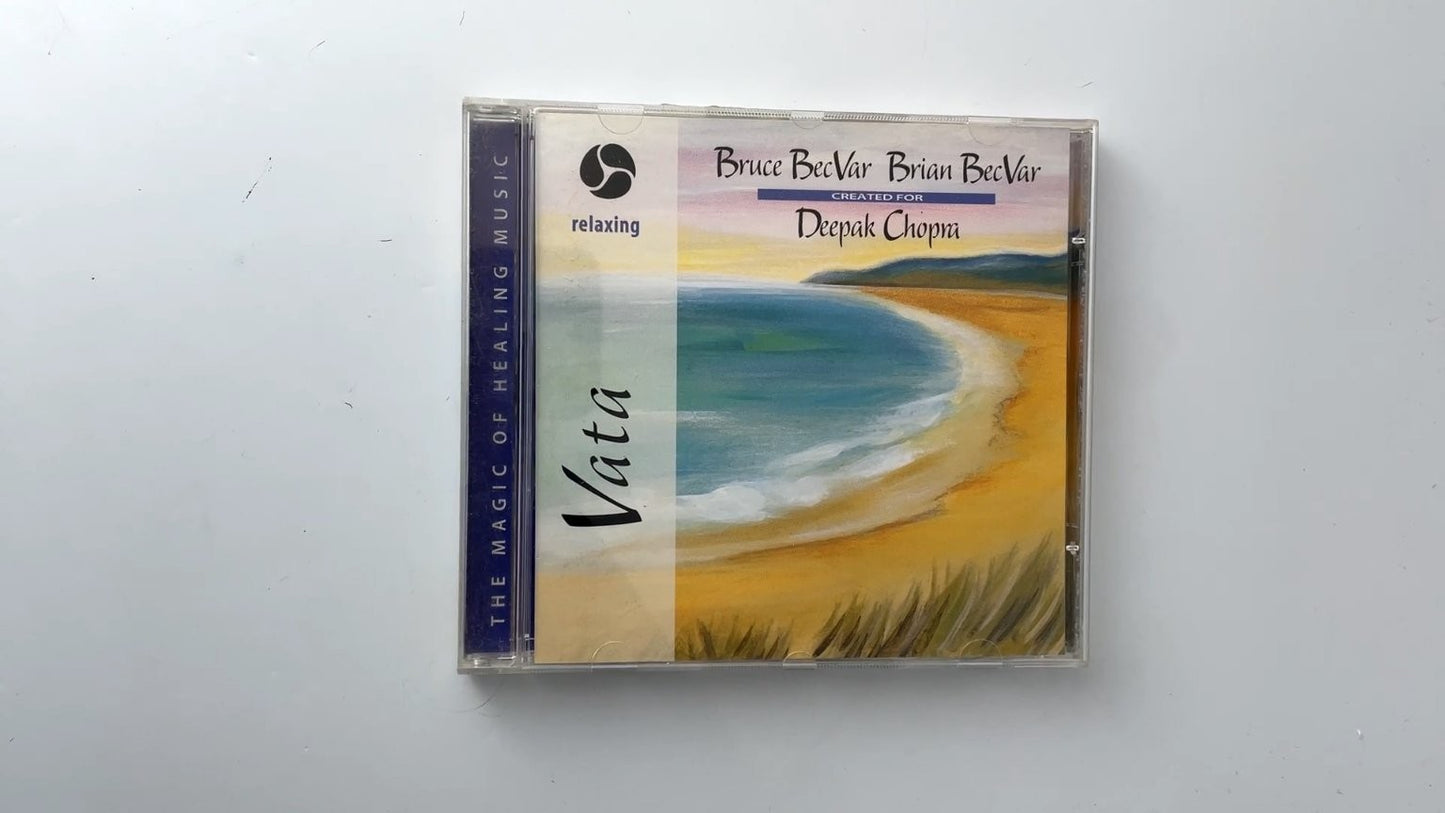 THE MAGIC OF HEALING MUSIC
relaxing
Vata
Bruce BecVar Brian BecVar
CREATED FOR
Deepak Chopra